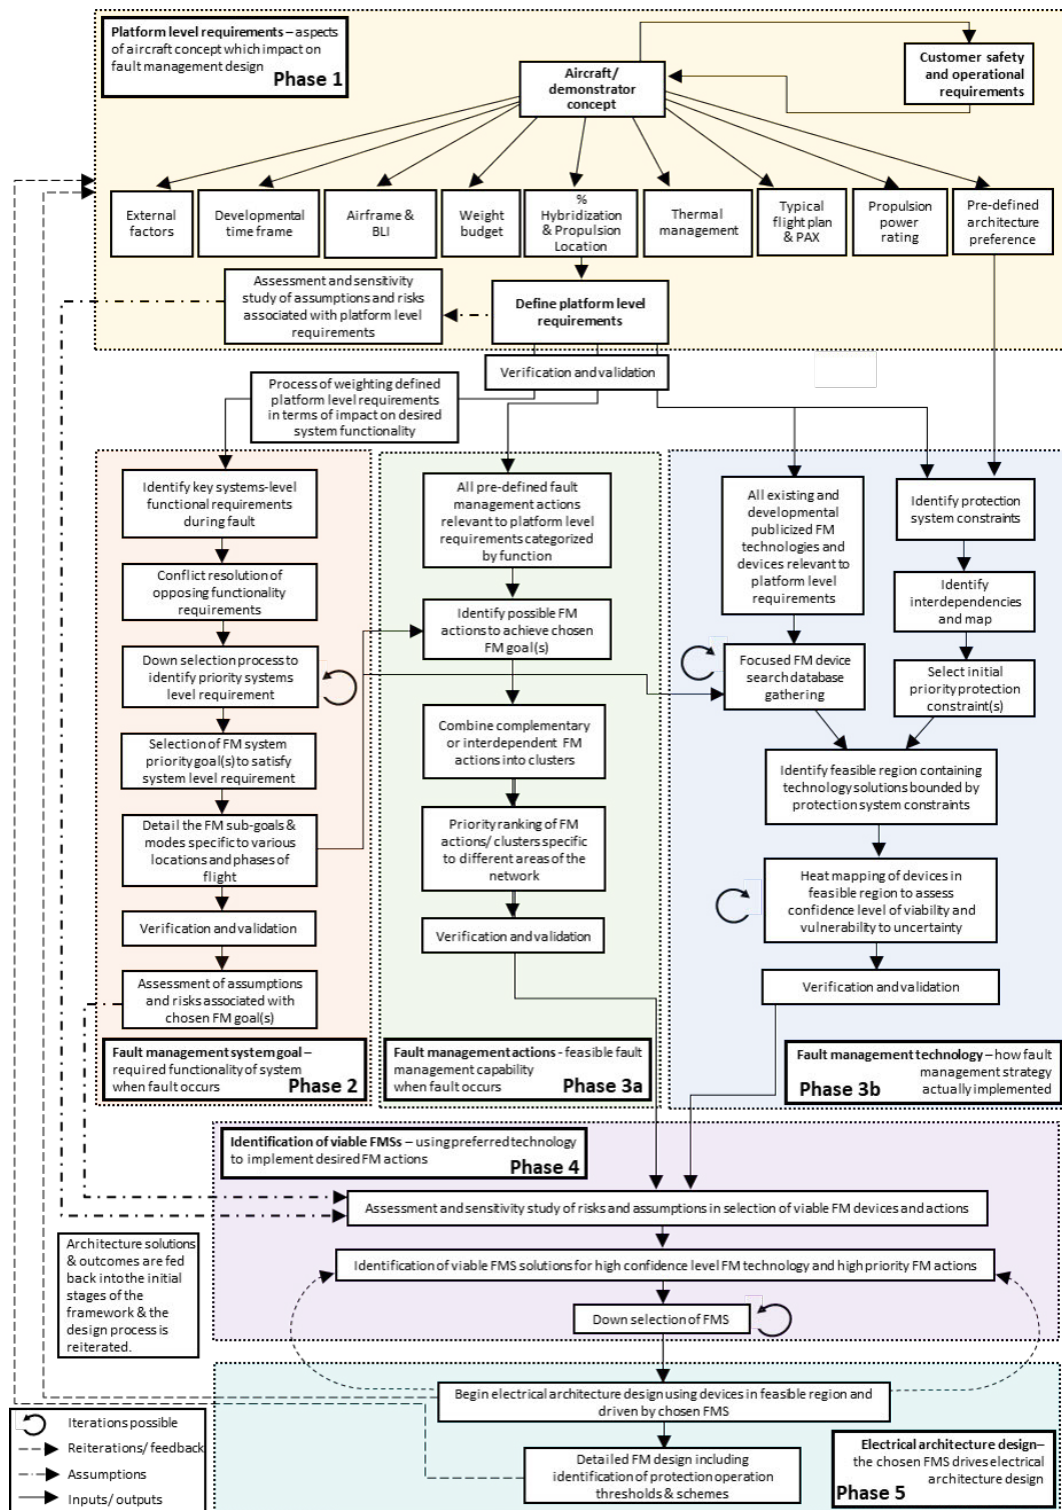 Platform level requirements – aspects
of aircraft concept which impact on
fault management design
Phase 1
Aircraft/
demonstrator
concept
Customer safety
and operational
requirements
External
factors
Developmental
time frame
Airframe &
BLI
Weight
budget
%
Hybridization
& Propulsion
Location
Thermal
management
Typical
flight plan
& PAX
Propulsion
power
rating
Pre-defined
architecture
preference
Assessment and sensitivity
study of assumptions and risks
associated with platform level
requirements
Define platform level
requirements
Verification and validation
Process of weighting defined
platform level requirements
in terms of impact on desired
system functionality
Identify key systems-level
functional requirements
during fault
Conflict resolution of
opposing functionality
requirements
Down selection process to
identify priority systems
level requirement
Selection of FM system
priority goal(s) to satisfy
system level requirement
Detail the FM sub-goals &
modes specific to various
locations and phases of
flight
Verification and validation
Assessment of assumptions
and risks associated with
chosen FM goal(s)
Fault management system goal –
required functionality of system
when fault occurs
Phase 2
All pre-defined fault
management actions
relevant to platform level
requirements categorized
by function
Identify possible FM
actions to achieve chosen
FM goal(s)
Combine complementary
or interdependent FM
actions into clusters
Priority ranking of FM
actions/ clusters specific
to different areas of the
network
Verification and validation
Fault management actions - feasible fault
management capability
when fault occurs
Phase 3a
All existing and
developmental
publicized FM
technologies and
devices relevant to
platform level
requirements
Focused FM device
search database
gathering
Identify protection
system constraints
Identify
interdependencies
and map
Select initial
priority protection
constraint(s)
Identify feasible region containing
technology solutions bounded by
protection system constraints
Heat mapping of devices in
feasible region to assess
confidence level of viability and
vulnerability to uncertainty
Verification and validation
Fault management technology – how fault
management strategy
actually implemented
Phase 3b
Identification of viable FMSs – using preferred technology
to implement desired FM actions
Phase 4
Assessment and sensitivity study of risks and assumptions in selection of viable FM devices and actions
Identification of viable FMS solutions for high confidence level FM technology and high priority FM actions
Down selection of FMS
Architecture solutions
& outcomes are fed
back into the initial
stages of the
framework & the
design process is
reiterated.
Begin electrical architecture design using devices in feasible region and
driven by chosen FMS
Detailed FM design including
identification of protection operation
thresholds & schemes
Electrical architecture design–
the chosen FMS drives electrical
architecture design
Phase 5
Iterations possible
Reiterations/ feedback
Assumptions
Inputs/ outputs